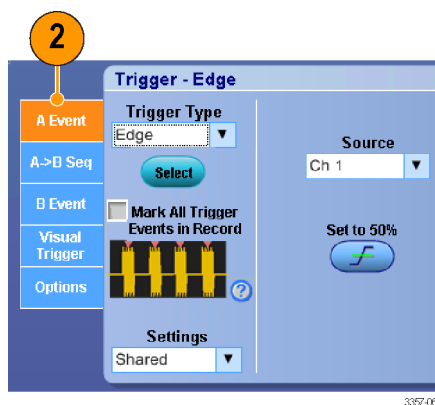 2
Trigger - Edge
A Event
A->B Seq
B Event
Visual
Trigger
Options
Trigger Type
Edge
Select
Mark All Trigger
Events in Record
?
Settings
Shared
Source
Ch 1
Set to 50%